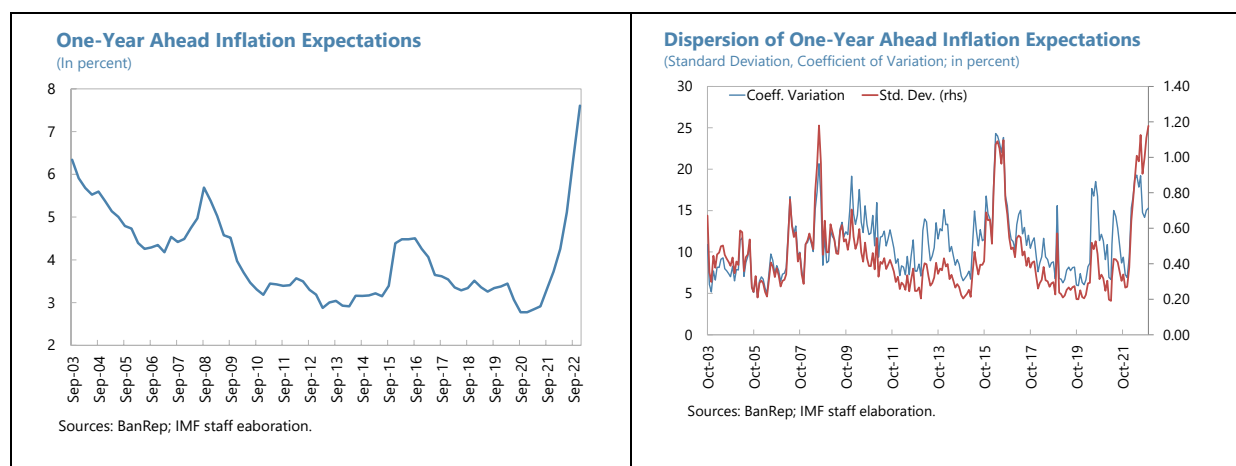 One-Year Ahead Inflation Expectations
(In percent)
8
7
6
5
4
3
2
Sep-03
Sep-04
Sep-05
Sep-06
Sep-07
Sep-08
Sep-09
Sep-10
Sep-11
Sep-12
Sep-13
Sep-14
Sep-15
Sep-16
Sep-17
Sep-18
Sep-19
Sep-20
Sep-21
Sep-22
Sources: BanRep; IMF staff eaboration.
Dispersion of One-Year Ahead Inflation Expectations
(Standard Deviation, Coefficient of Variation; in percent)
Coeff. Variation
Std. Dev. (rhs)
30
25
20
15
10
5
0
1.40
1.20
1.00
0.80
0.60
0.40
0.20
0.00
Oct-03
Oct-05
Oct-07
Oct-09
Oct-11
Oct-13
Oct-15
Oct-17
Oct-19
Oct-21
Sources: BanRep; IMF staff elaboration.